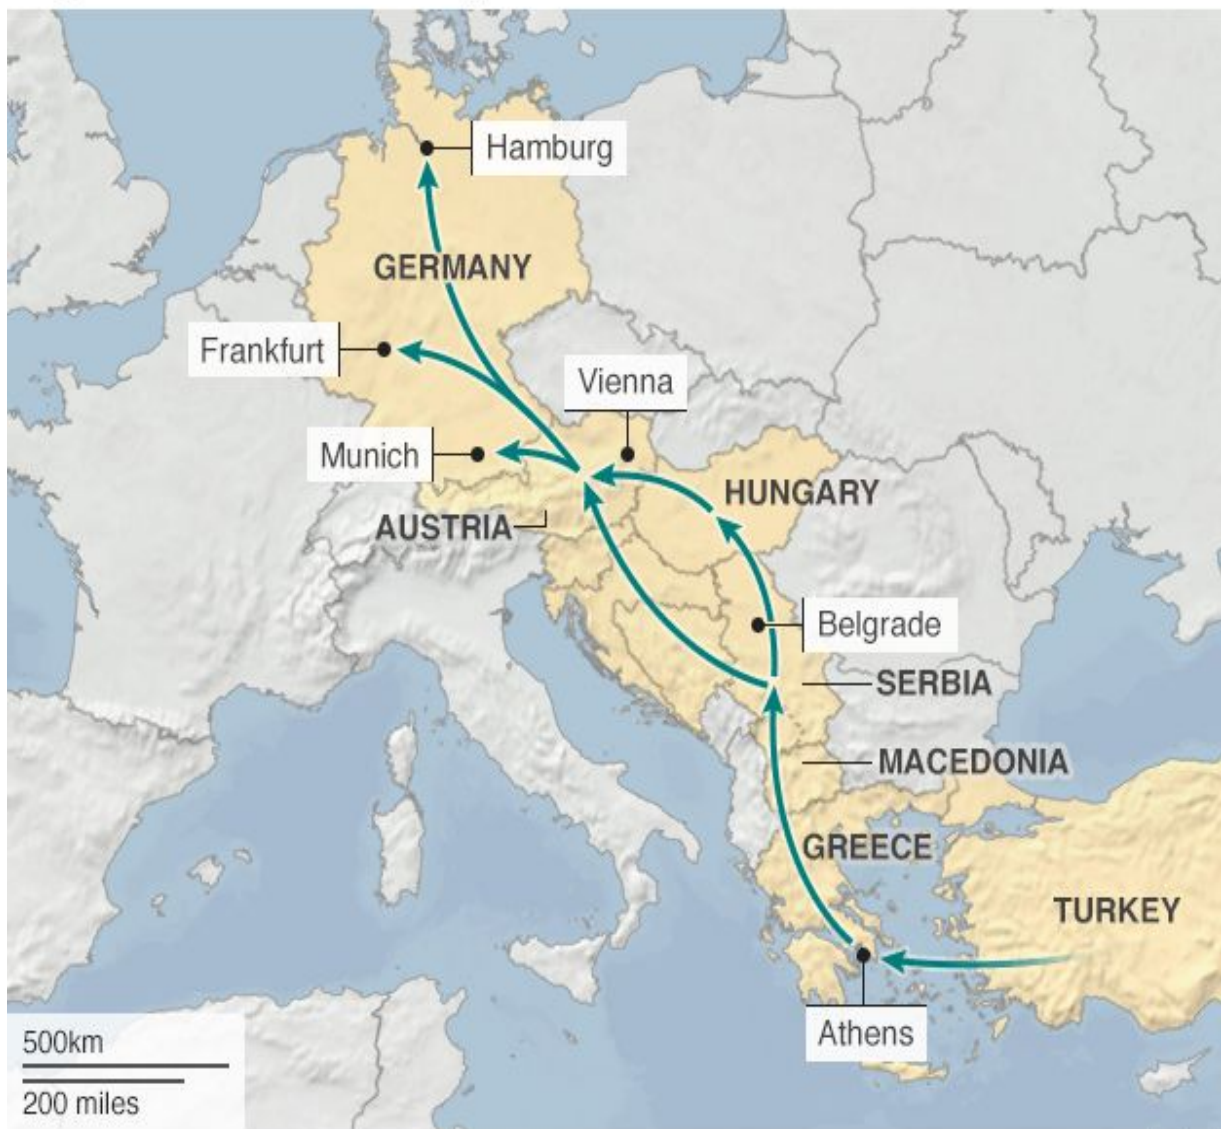 Hamburg
GERMANY
Frankfurt
Vienna
Munich
HUNGARY
AUSTRIA
Belgrade
SERBIA
MACEDONIA
GREECE
TURKEY
Athens
500km
200 miles